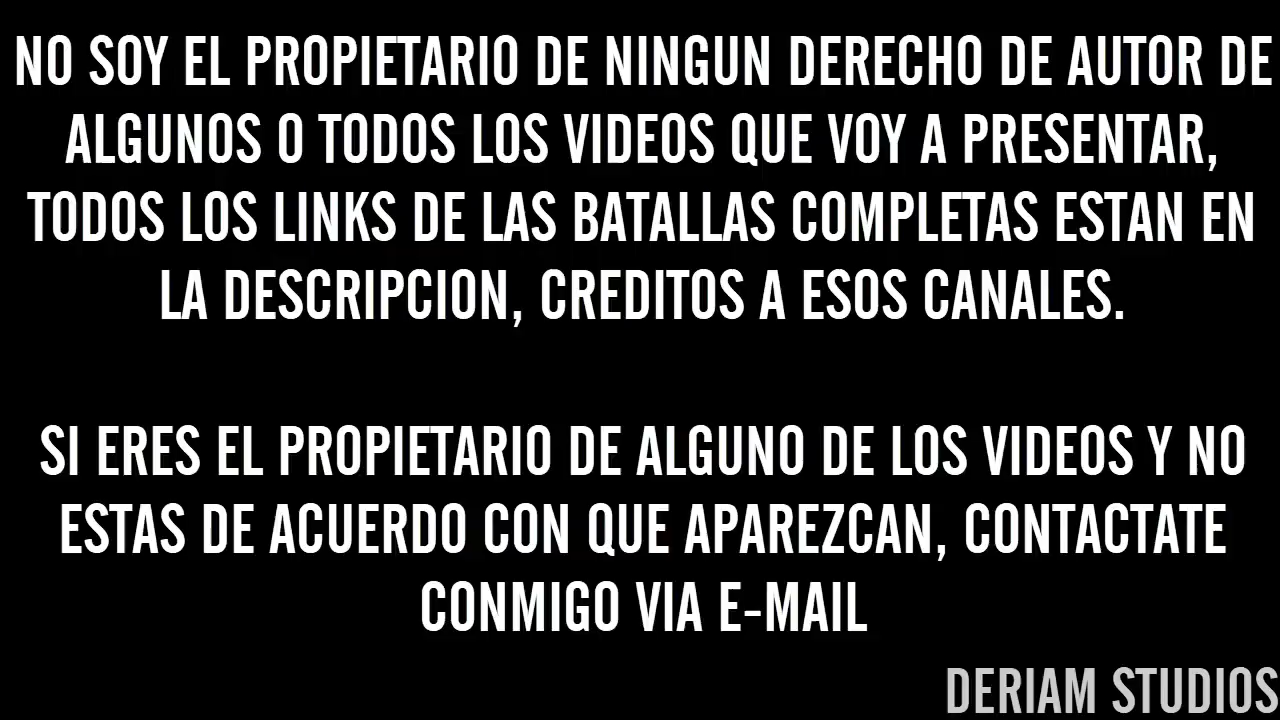 NO SOY EL PROPIETARIO DE NINGUN DERECHO DE AUTOR DE
ALGUNOS O TODOS LOS VIDEOS QUE VOY A PRESENTAR,
TODOS LOS LINKS DE LAS BATALLAS COMPLETAS ESTAN EN
LA DESCRIPCION, CREDITOS A ESOS CANALES.
SI ERES EL PROPIETARIO DE ALGUNO DE LOS VIDEOS Y NO
ESTAS DE ACUERDO CON QUE APAREZCAN, CONTACTATE
CONMIGO VIA E-MAIL
DERIAM STUDIOS